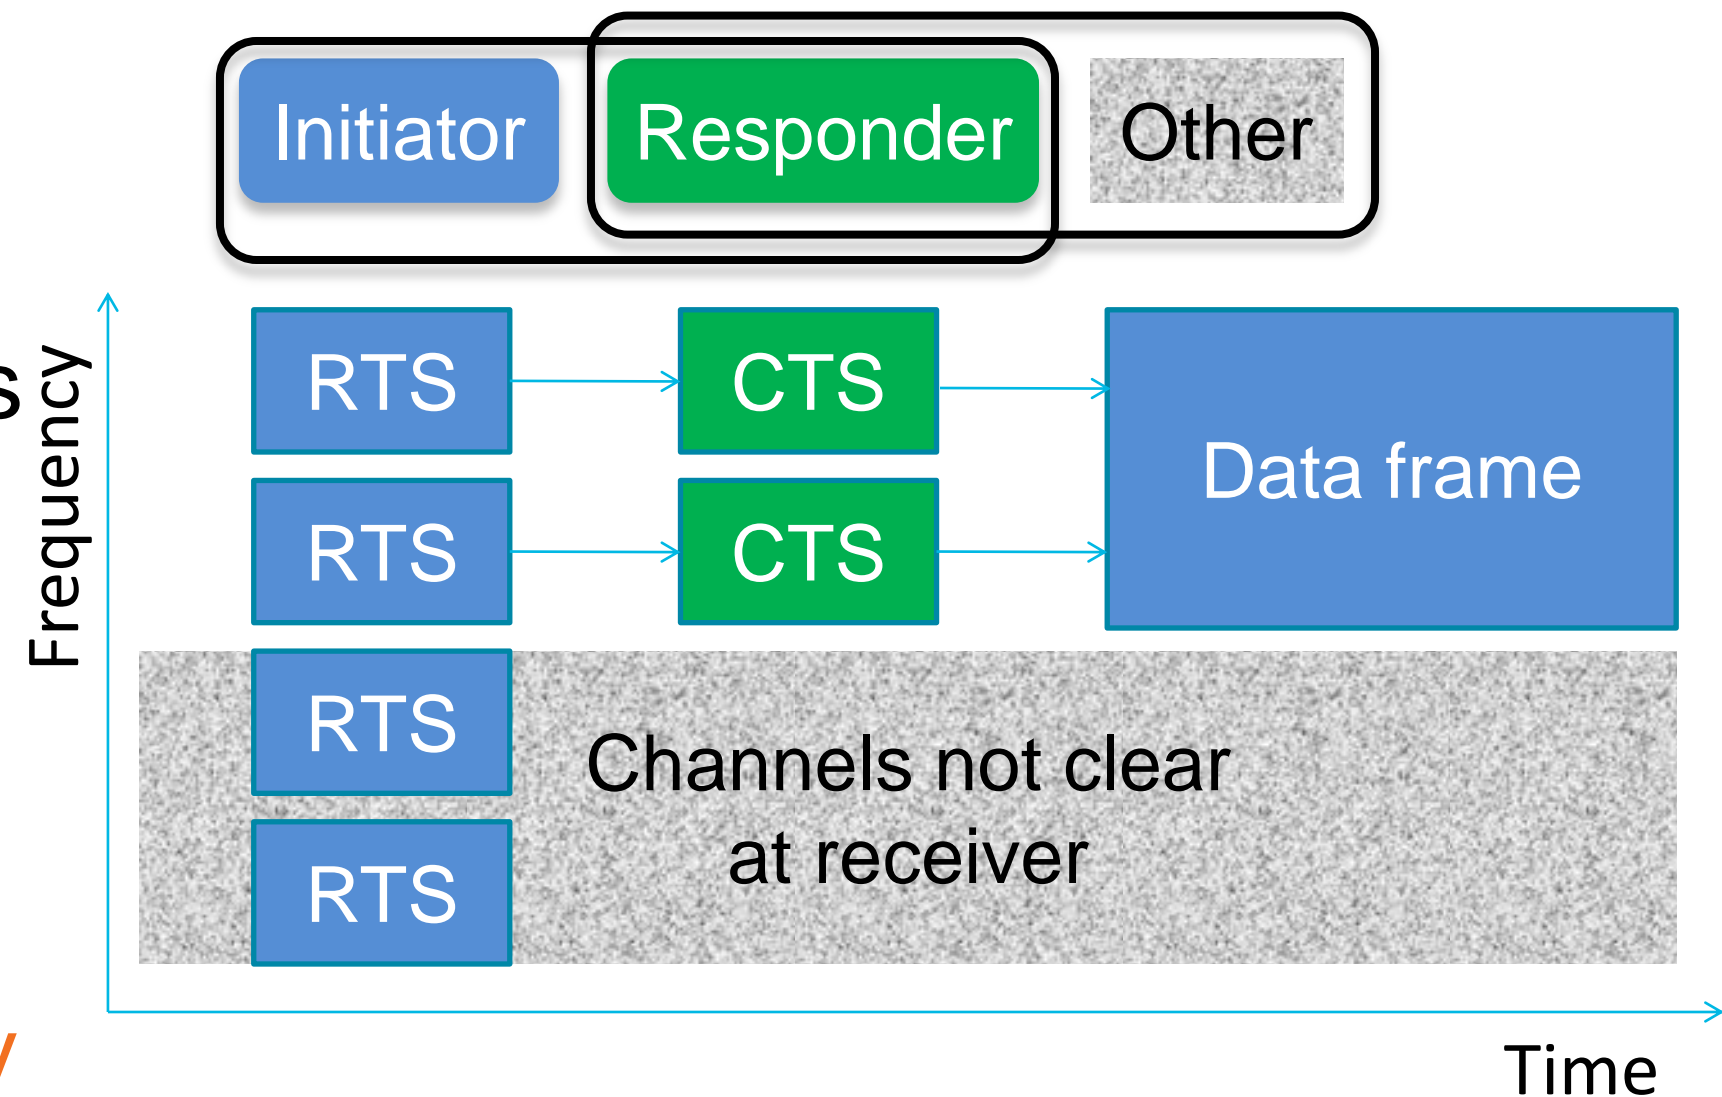 Initiator
Responder
Other
s
Frequency
RTS
CTS
Data frame
RTS
CTS
RTS
Channels not clear
at receiver
RTS
y
Time